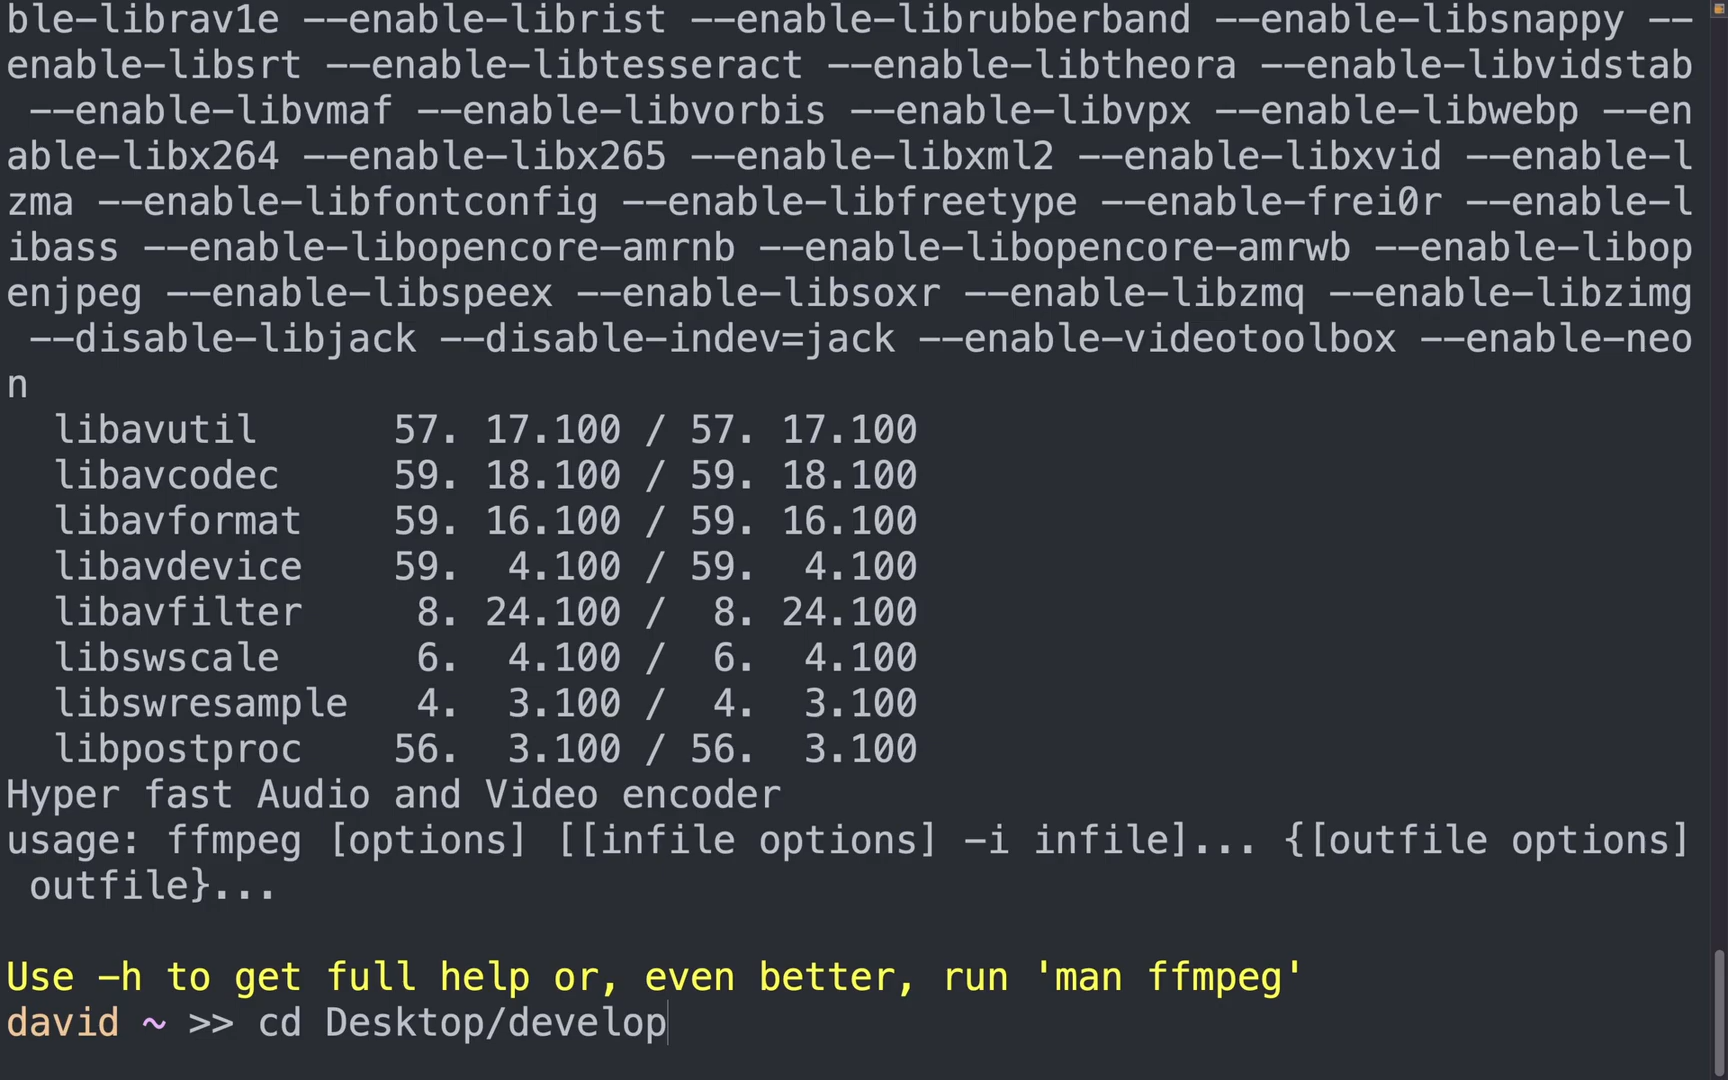 ble-librav1e --enable-librist --enable-librubberband --enable-libsnappy --
enable-libsrt --enable-libtesseract --enable-libtheora --enable-libvidstab
 --enable-libvmaf --enable-libvorbis --enable-libvpx --enable-libwebp --en
able-libx264 --enable-libx265 --enable-libxml2 --enable-libxvid --enable-l
zma --enable-libfontconfig --enable-libfreetype --enable-frei0r --enable-l
ibass --enable-libopencore-amrnb --enable-libopencore-amrwb --enable-libop
enjpeg --enable-libspeex --enable-libsoxr --enable-libzmq --enable-libzimg
 --disable-libjack --disable-indev=jack --enable-videotoolbox --enable-neo
n
  libavutil      57. 17.100 / 57. 17.100
  libavcodec     59. 18.100 / 59. 18.100
  libavformat    59. 16.100 / 59. 16.100
  libavdevice    59.  4.100 / 59.  4.100
  libavfilter     8. 24.100 /  8. 24.100
  libswscale      6.  4.100 /  6.  4.100
  libswresample   4.  3.100 /  4.  3.100
  libpostproc    56.  3.100 / 56.  3.100
Hyper fast Audio and Video encoder
usage: ffmpeg [options] [[infile options] -i infile]... {[outfile options]
 outfile}...

Use -h to get full help or, even better, run 'man ffmpeg'
david ~ >> cd Desktop/develop